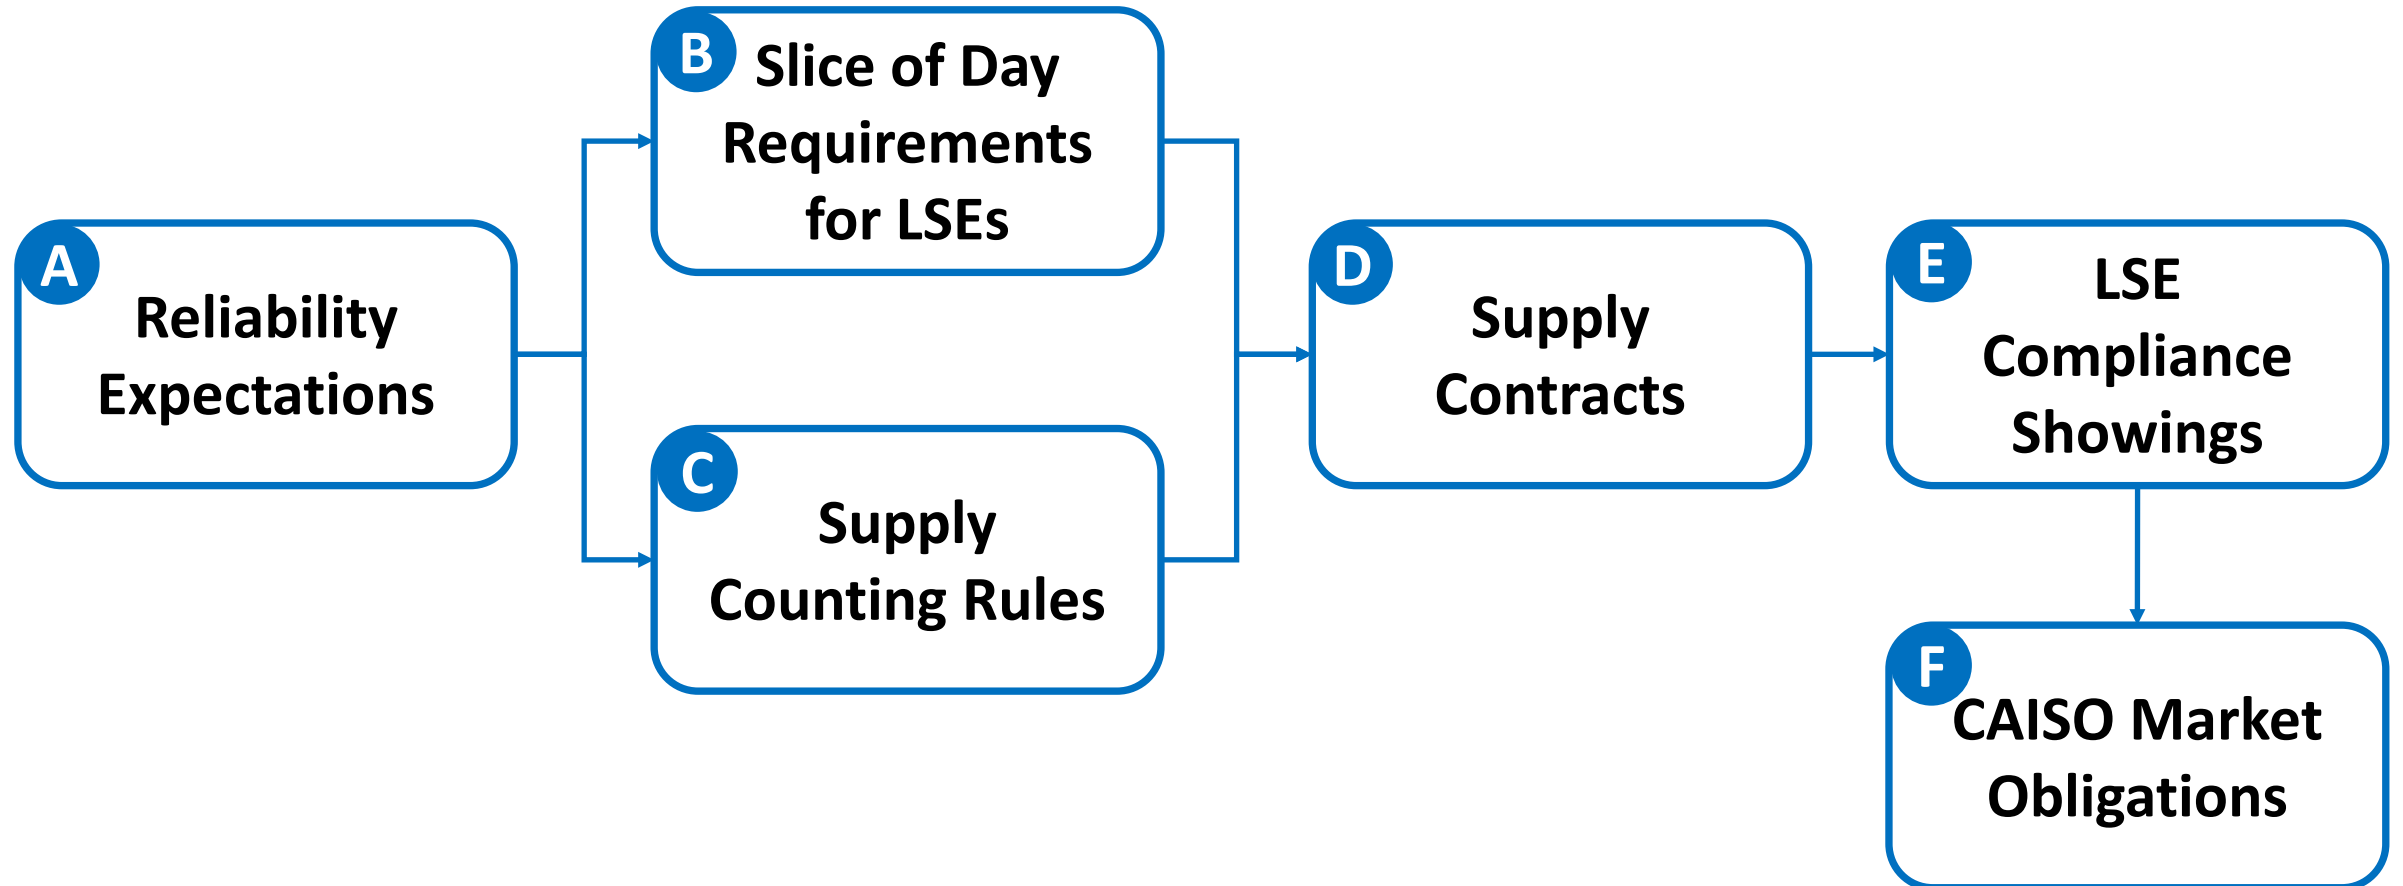 A
Reliability
Expectations
B
Slice of Day
Requirements
for LSEs
C
Supply
Counting Rules
D
Supply
Contracts
E
LSE
Compliance
Showings
F
CAISO Market
Obligations